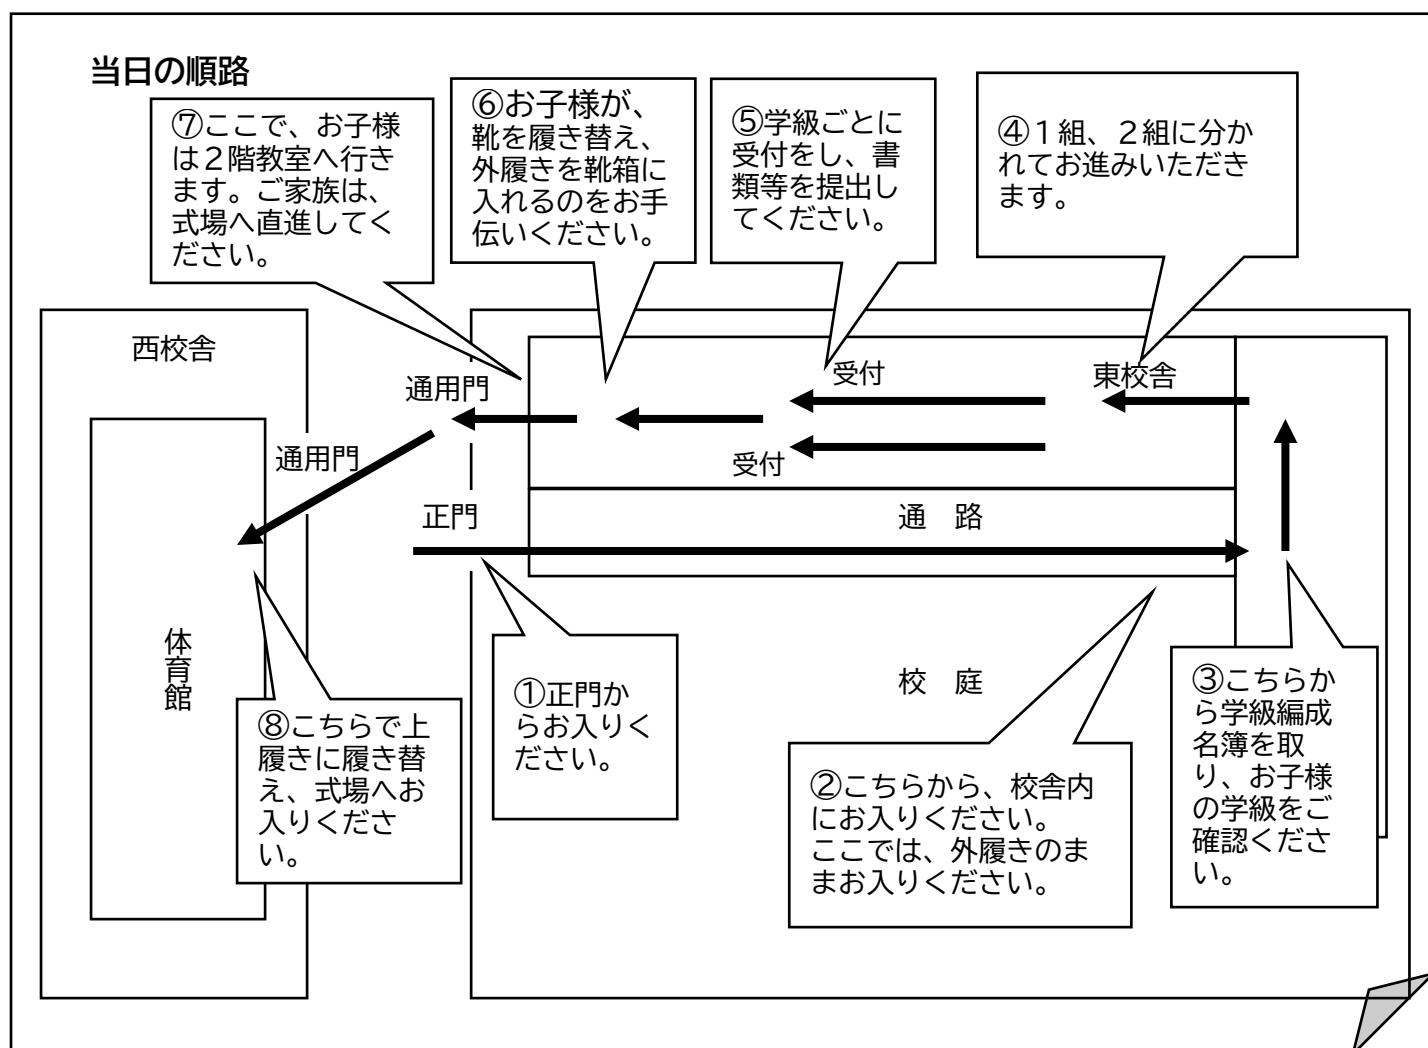 当日の順路
⑦ここで、お子様
は２階教室へ行き
ます。ご家族は、
式場へ直進してく
ださい。
⑥お子様が、
靴を履き替え、
外履きを靴箱に
入れるのをお手
伝いください。
⑤学級ごとに
受付をし、書
類等を提出し
てください。
④１組、２組に分か
れてお進みいただき
ます。
西校舎
通用門
受付
東校舎
通用門
受付
正門
通　路
体育館
①正門か
らお入りく
ださい。
校　庭
③こちらか
ら学級編成
名簿を取
り、お子様
の学級をご
確認くださ
い。
⑧こちらで上
履きに履き替
え、式場へお
入りくださ
い。
②こちらから、校舎内
にお入りください。
ここでは、外履きのま
まお入りください。